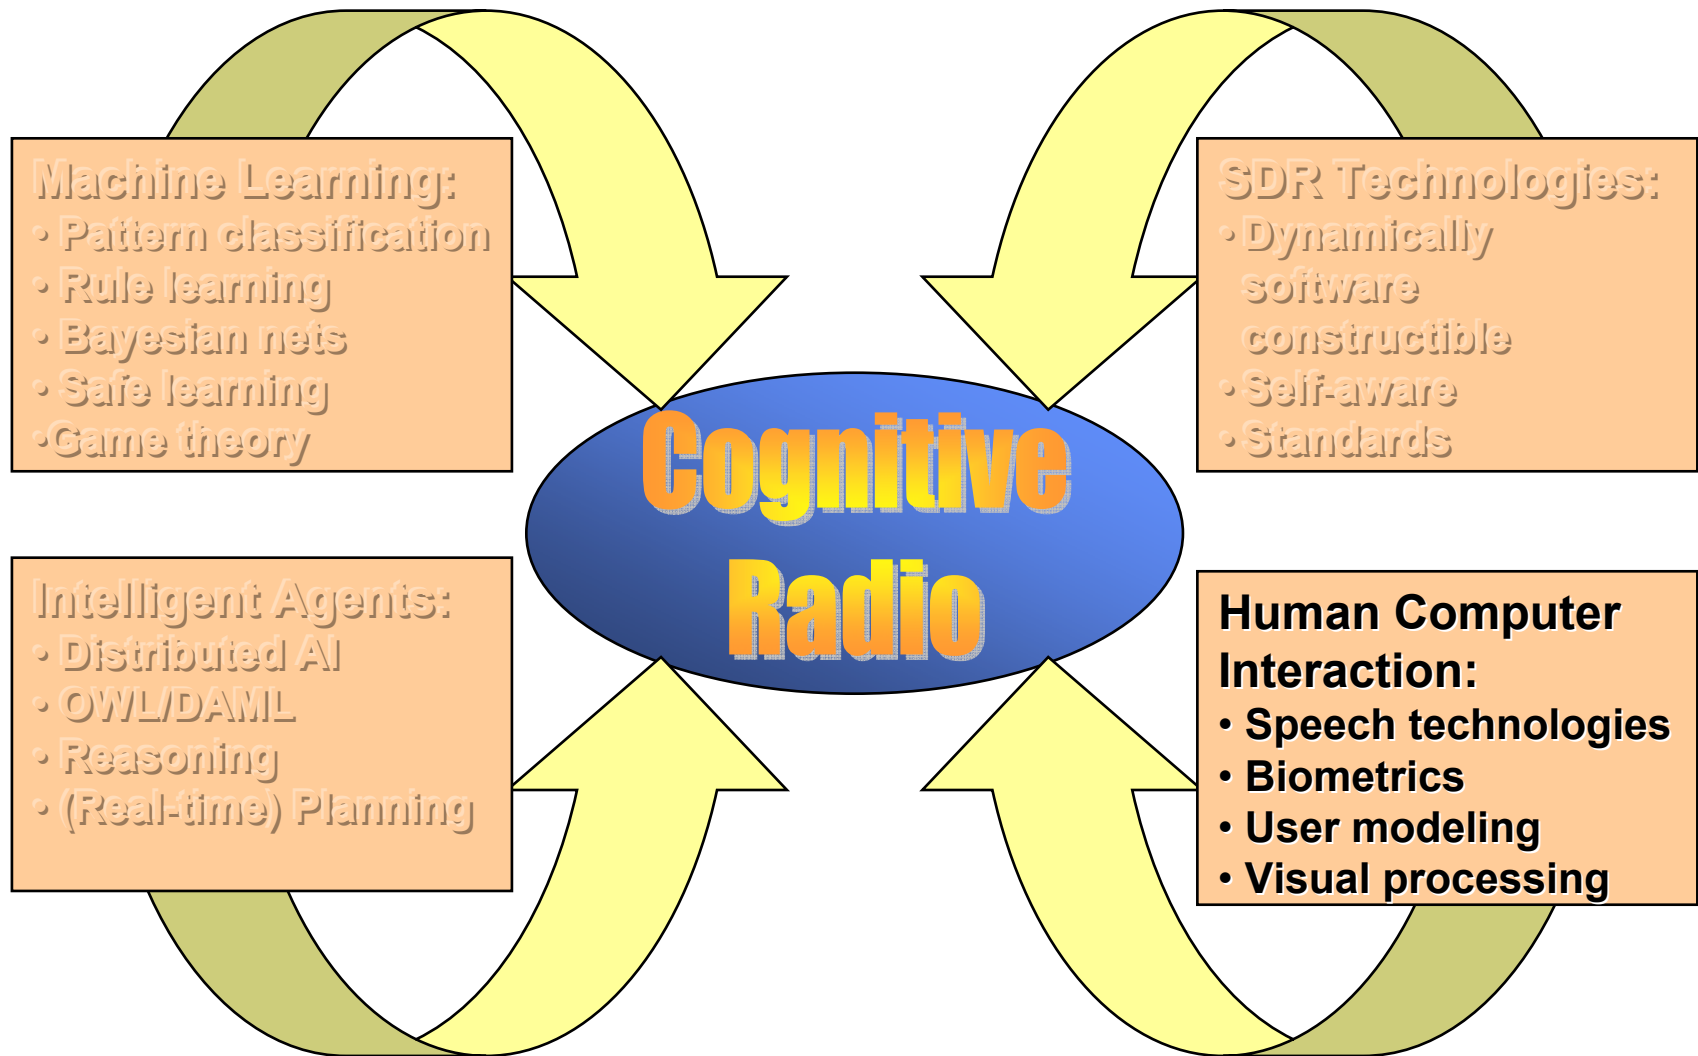 Machine Learning:
• Pattern classification
• Rule learning
• Bayesian nets
• Safe learning
•Game theory
SDR Technologies:
• Dynamically
software
constructible
• Self-aware
• Standards
Cognitive
Radio
Intelligent Agents:
• Distributed AI
• OWL/DAML
• Reasoning
• (Real-time) Planning
Human Computer
Interaction:
• Speech technologies
• Biometrics
• User modeling
• Visual processing